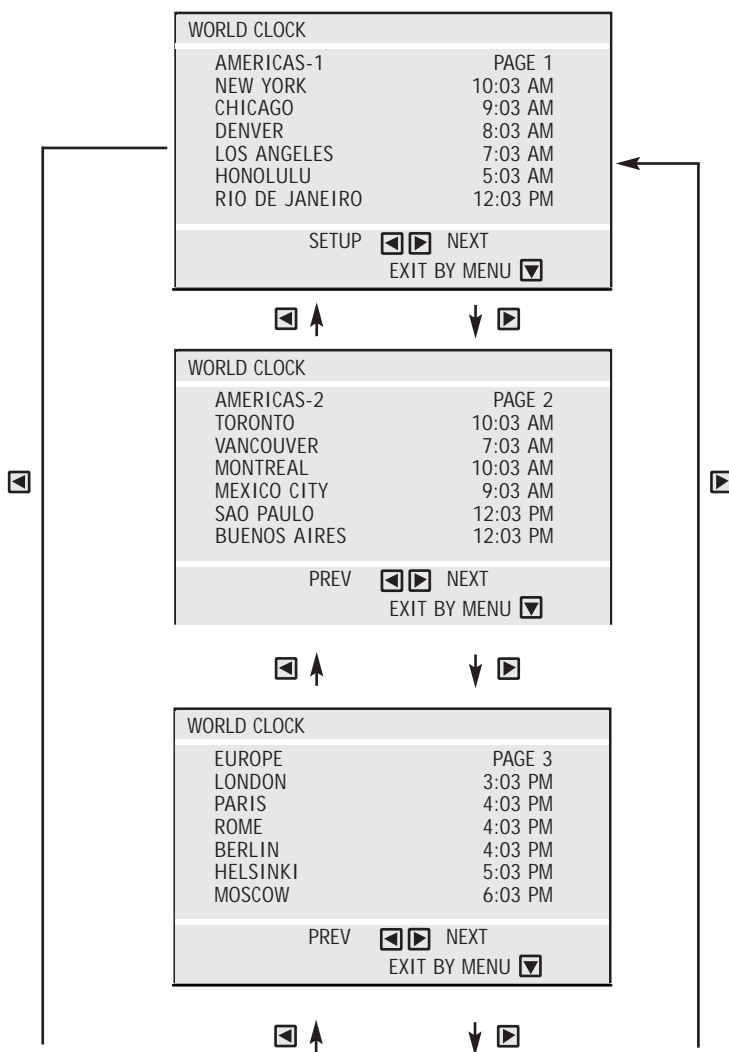 WORLD CLOCK
AMERICAS-1 PAGE 1
NEW YORK 10:03 AM
CHICAGO 9:03 AM
DENVER 8:03 AM
LOS ANGELES 7:03 AM
HONOLULU 5:03 AM
RIO DE JANEIRO 12:03 PM
SETUP ◀ ▶ NEXT
EXIT BY MENU ▼
WORLD CLOCK
AMERICAS-2 PAGE 2
TORONTO 10:03 AM
VANCOUVER 7:03 AM
MONTREAL 10:03 AM
MEXICO CITY 9:03 AM
SAO PAULO 12:03 PM
BUENOS AIRES 12:03 PM
PREV ◀ ▶ NEXT
EXIT BY MENU ▼
WORLD CLOCK
EUROPE PAGE 3
LONDON 3:03 PM
PARIS 4:03 PM
ROME 4:03 PM
BERLIN 4:03 PM
HELSINKI 5:03 PM
MOSCOW 6:03 PM
PREV ◀ ▶ NEXT
EXIT BY MENU ▼